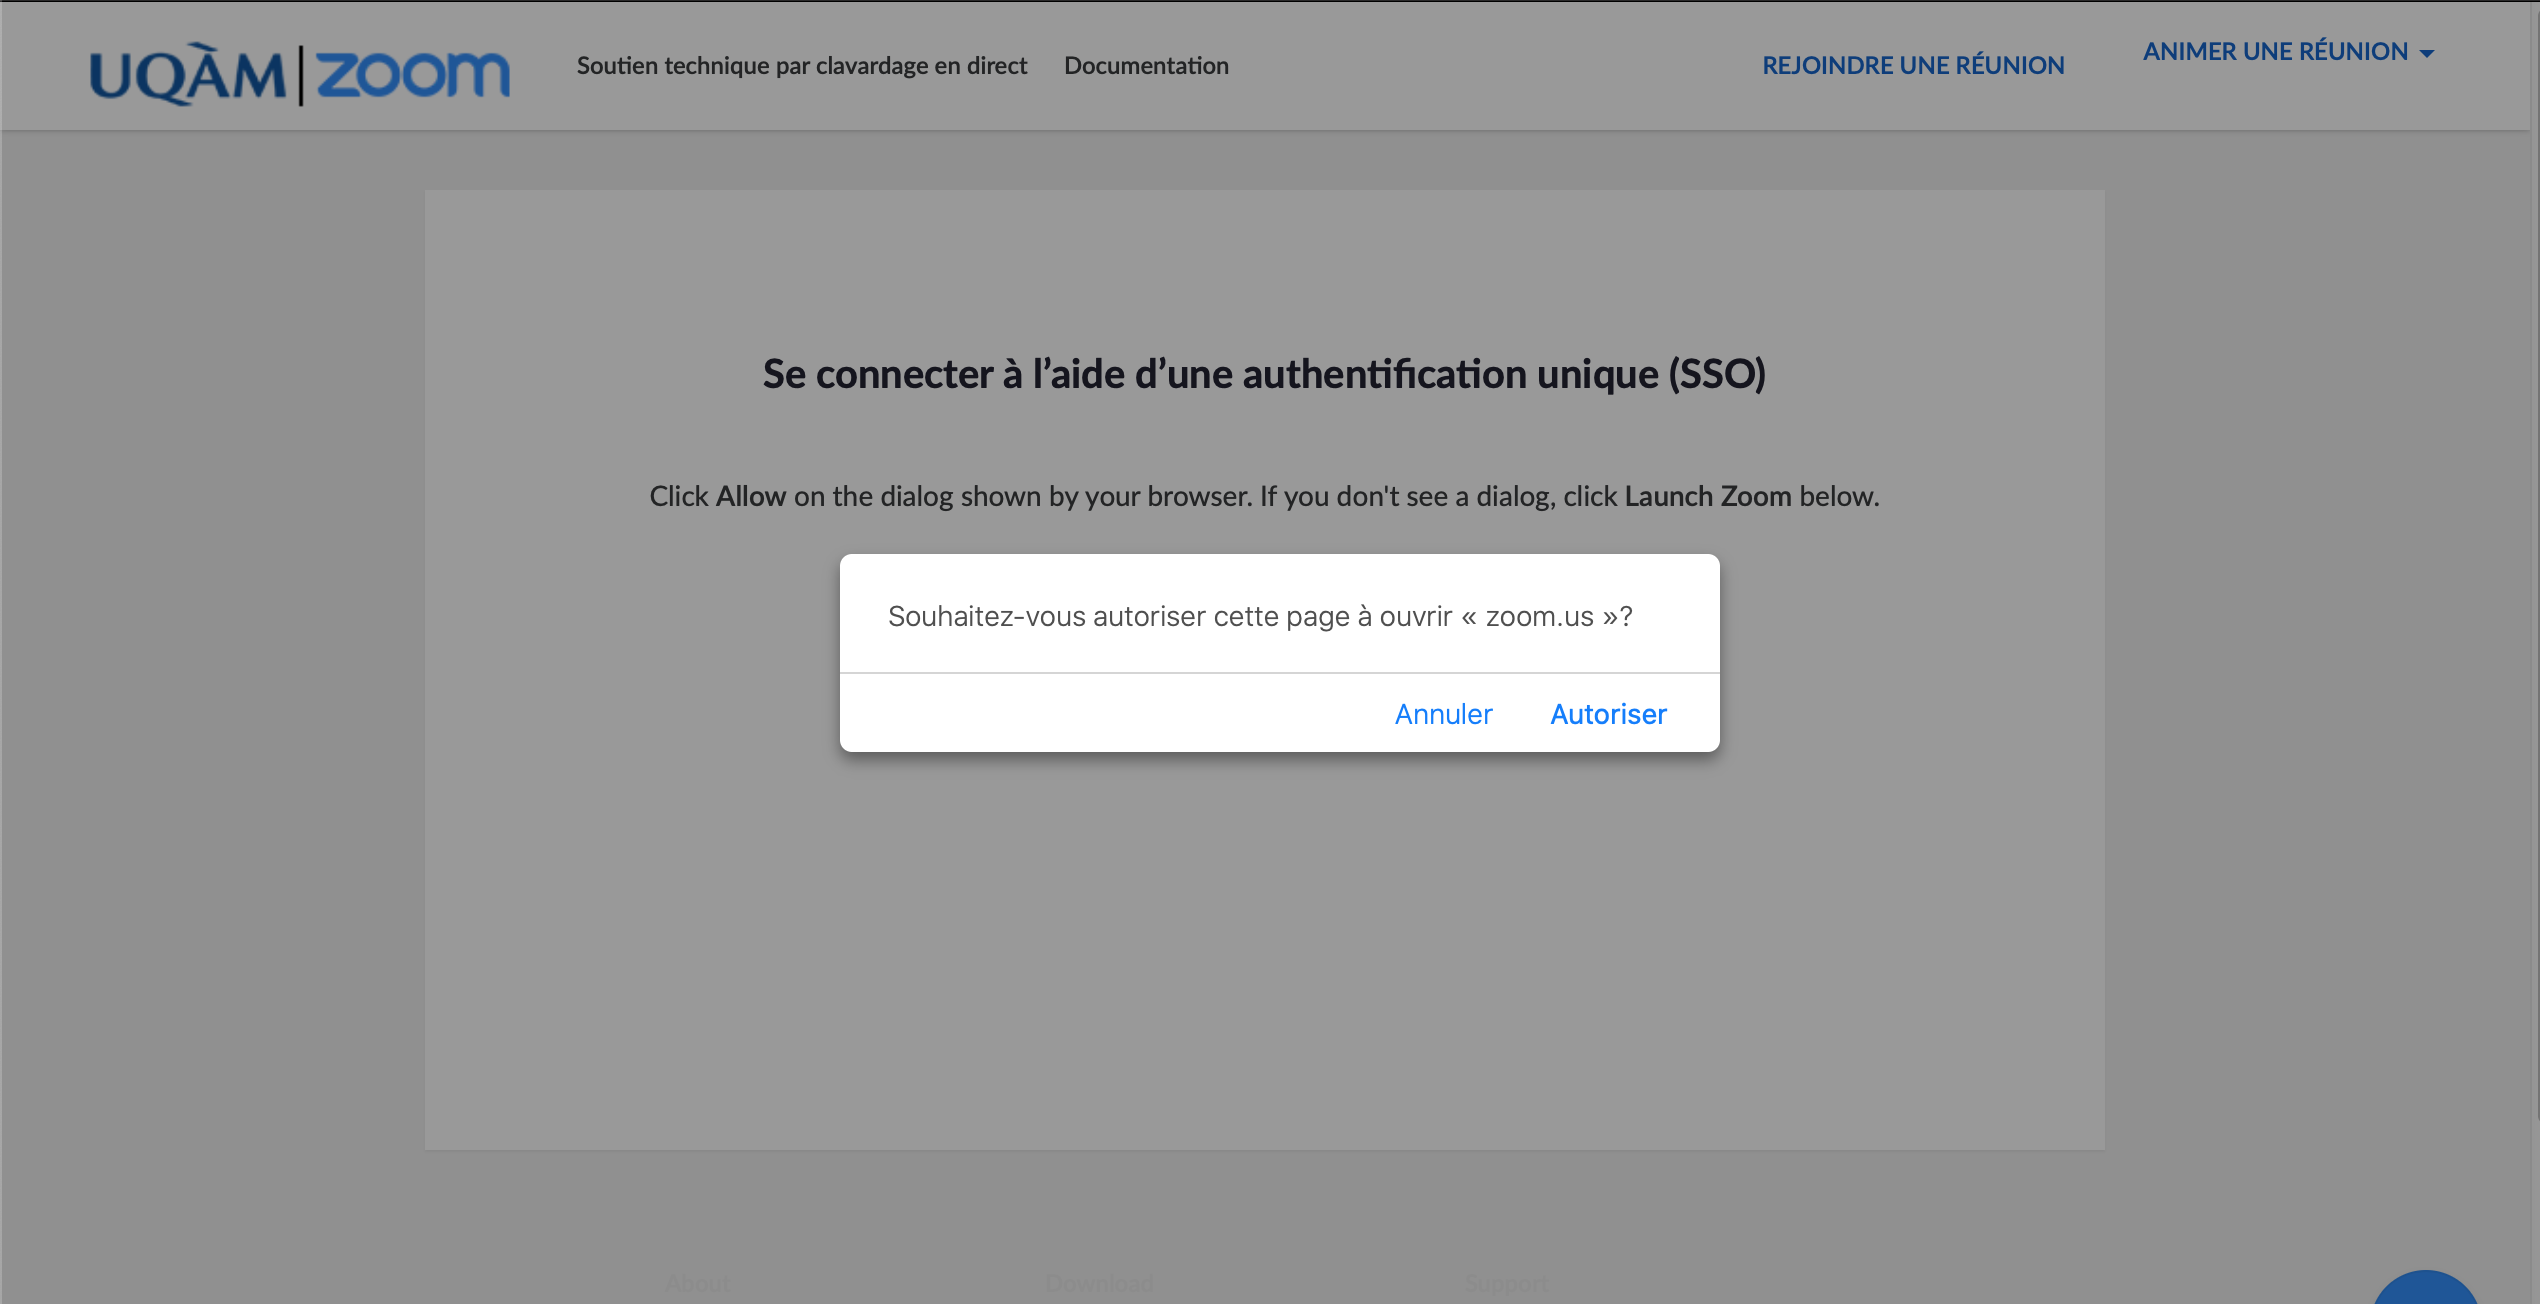 UQÀM | zoom
Soutien technique par clavardage en direct
Documentation
REJOINDRE UNE RÉUNION
ANIMER UNE RÉUNION
Se connecter à l’aide d’une authentification unique (SSO)
Click Allow on the dialog shown by your browser. If you don't see a dialog, click Launch Zoom below.
Souhaitez-vous autoriser cette page à ouvrir « zoom.us »?
Annuler
Autoriser
About
Download
Support